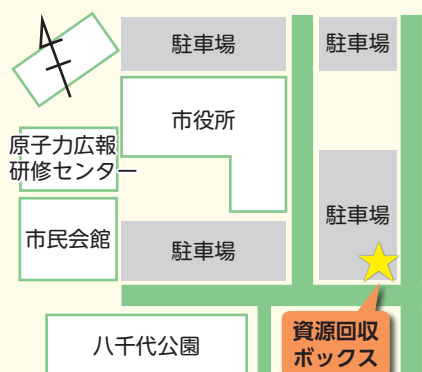 駐車場
駐車場
市役所
原子力広報
研修センター
駐車場
市民会館
駐車場
資源回収
ボックス
八千代公園